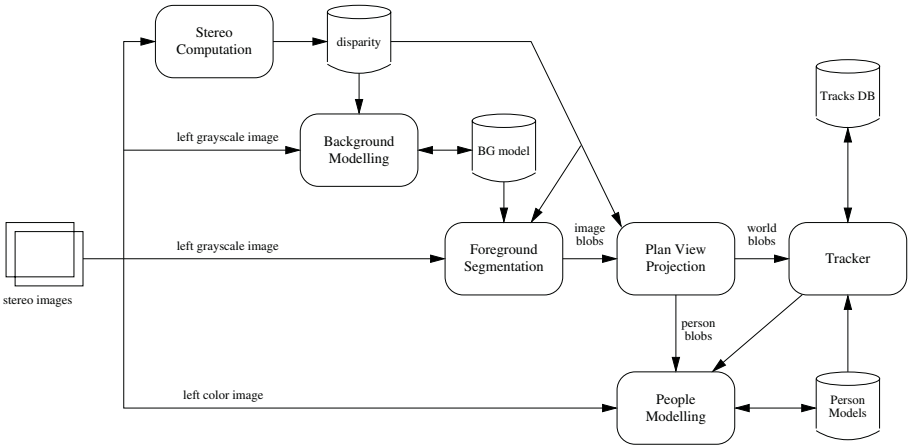 Stereo
Computation
disparity
Tracks DB
left grayscale image
Background
Modelling
BG model
left grayscale image
Foreground
Segmentation
image
blobs
Plan View
Projection
world
blobs
Tracker
stereo images
person
blobs
left color image
People
Modelling
Person
Models